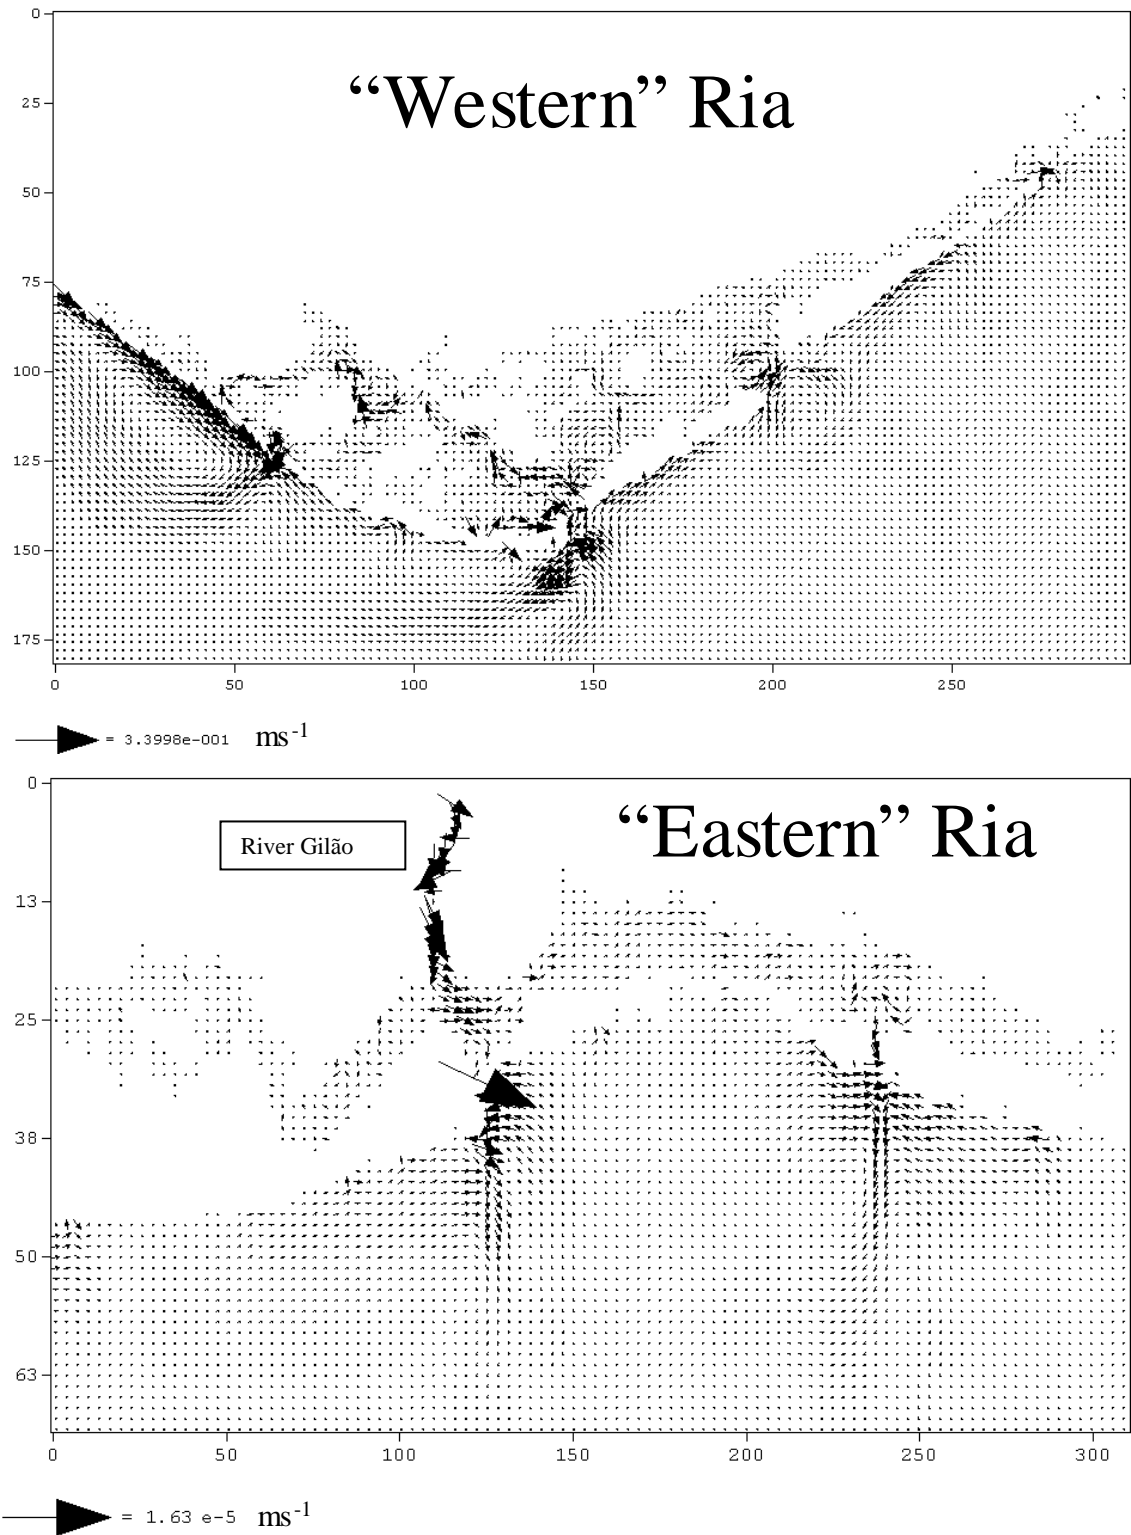 0
“Western” Ria
25
50
75
100
125
150
175
0 50 100 150 200 250
= 3.3998e-001 ms-1
0
“Eastern” Ria
River Gilão
13
25
38
50
63
0 50 100 150 200 250 300
= 1.63 e-5 ms-1